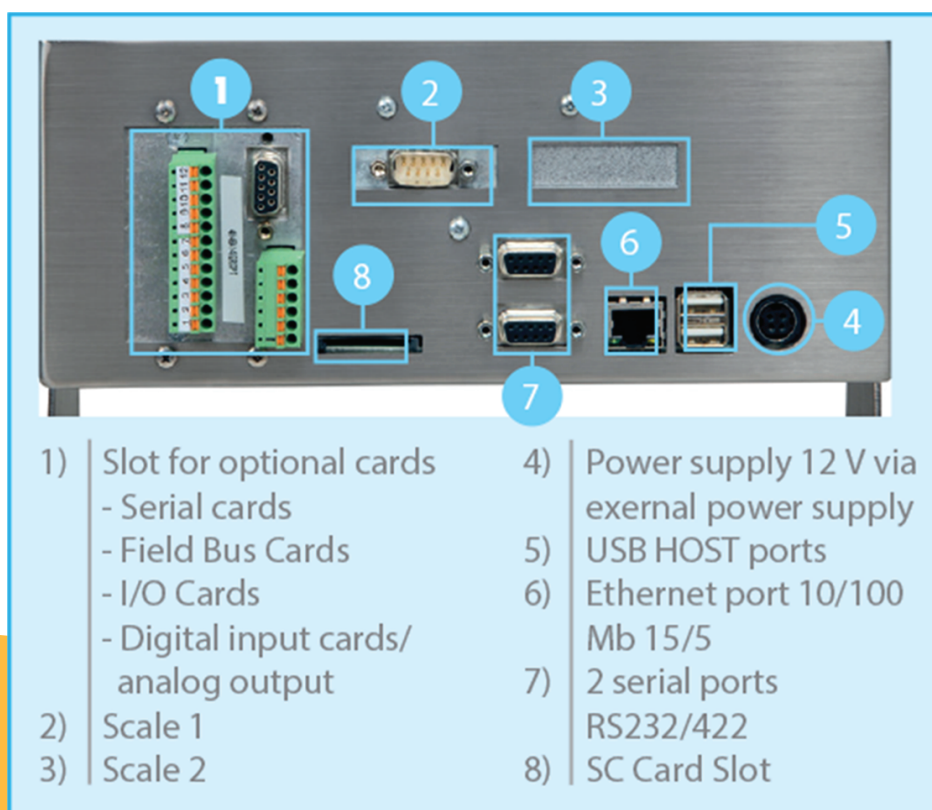 1
2
3
4
5
6
7
8
1) Slot for optional cards
- Serial cards
- Field Bus Cards
- I/O Cards
- Digital input cards/
analog output
2) Scale 1
3) Scale 2
4) Power supply 12 V via
exernal power supply
5) USB HOST ports
6) Ethernet port 10/100
Mb 15/5
7) 2 serial ports
RS232/422
8) SC Card Slot